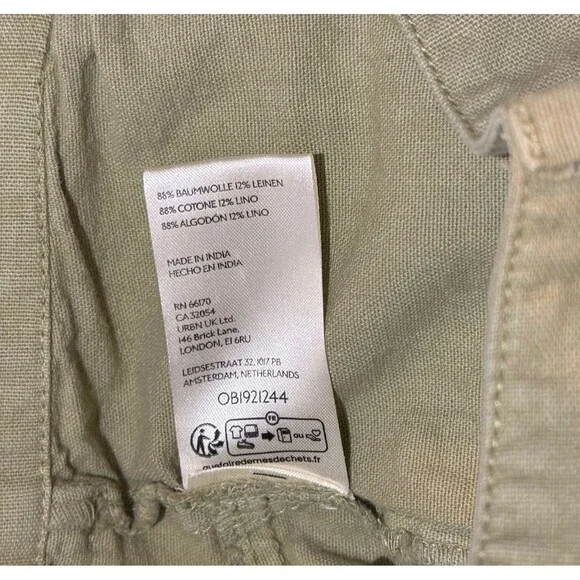 88% BAUMWOLLE 12% LEINEN
88% COTONE 12% LINO
88% ALGODÓN 12% LINO
MADE IN INDIA
HECHO EN INDIA
RN 66170
CA 32054
URBN UK Ltd.
146 Brick Lane,
LONDON, E1 6RU
LEIDSESTRAAT 32, 1017 PB
AMSTERDAM, NETHERLANDS
OB1921244
FR
OU
quefairedemesdechets.fr